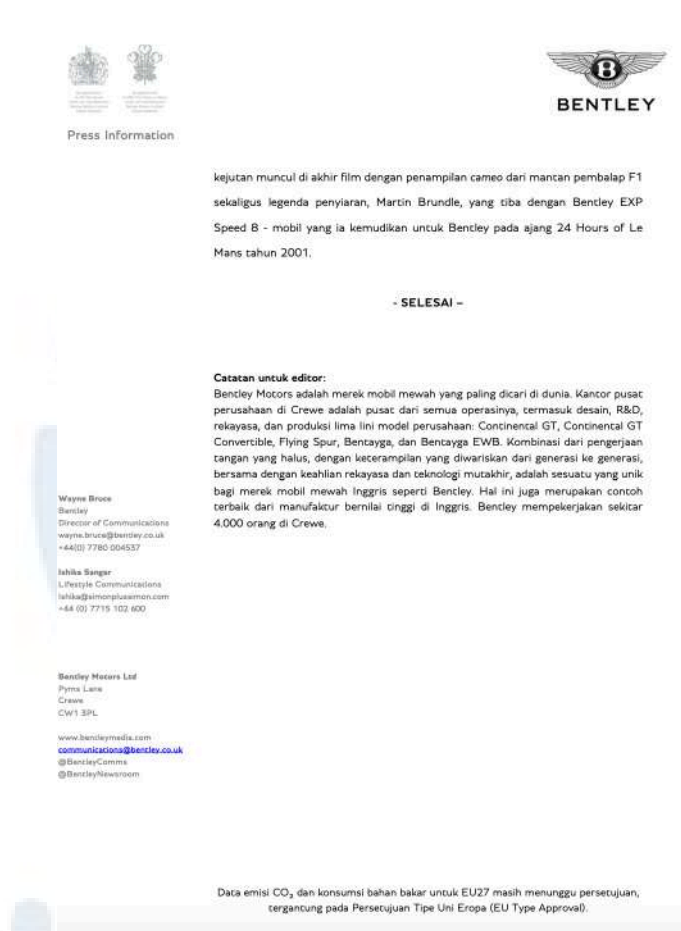 BENTLEY
Press Information
kejutan muncul di akhir film dengan penampilan cameo dari mantan pembalap F1
sekaligus legenda penyiaran, Martin Brundle, yang tiba dengan Bentley EXP
Speed 8 - mobil yang ia kemudikan untuk Bentley pada ajang 24 Hours of Le
Mans tahun 2001.
- SELESAI –
Catatan untuk editor:
Bentley Motors adalah merek mobil mewah yang paling dicari di dunia. Kantor pusat
perusahaan di Crewe adalah pusat dari semua operasinya, termasuk desain, R&D,
rekayasa, dan produksi lima lini model perusahaan: Continental GT, Continental GT
Convertible, Flying Spur, Bentayga, dan Bentayga EWB. Kombinasi dari pengerjaan
tangan yang halus, dengan keterampilan yang diwariskan dari generasi ke generasi,
bersama dengan keahlian rekayasa dan teknologi mutakhir, adalah sesuatu yang unik
bagi merek mobil mewah Inggris seperti Bentley. Hal ini juga merupakan contoh
terbaik dari manufaktur bernilai tinggi di Inggris. Bentley mempekerjakan sekitar
4.000 orang di Crewe.
Wayne Bruce
Bentley
Director of Communications
wayne.bruce@bentley.co.uk
+44(0) 7780 004537
Ishika Sangar
Lifestyle Communications
Ishika@simonplussimon.com
+44 (0) 7715 102 600
Bentley Motors Ltd
Pyms Lane
Crewe
CW1 3PL
www.bentleymedia.com
communications@bentley.co.uk
@BentleyComms
@BentleyNewsroom
Data emisi CO₂ dan konsumsi bahan bakar untuk EU27 masih menunggu persetujuan,
tergantung pada Persetujuan Tipe Uni Eropa (EU Type Approval).